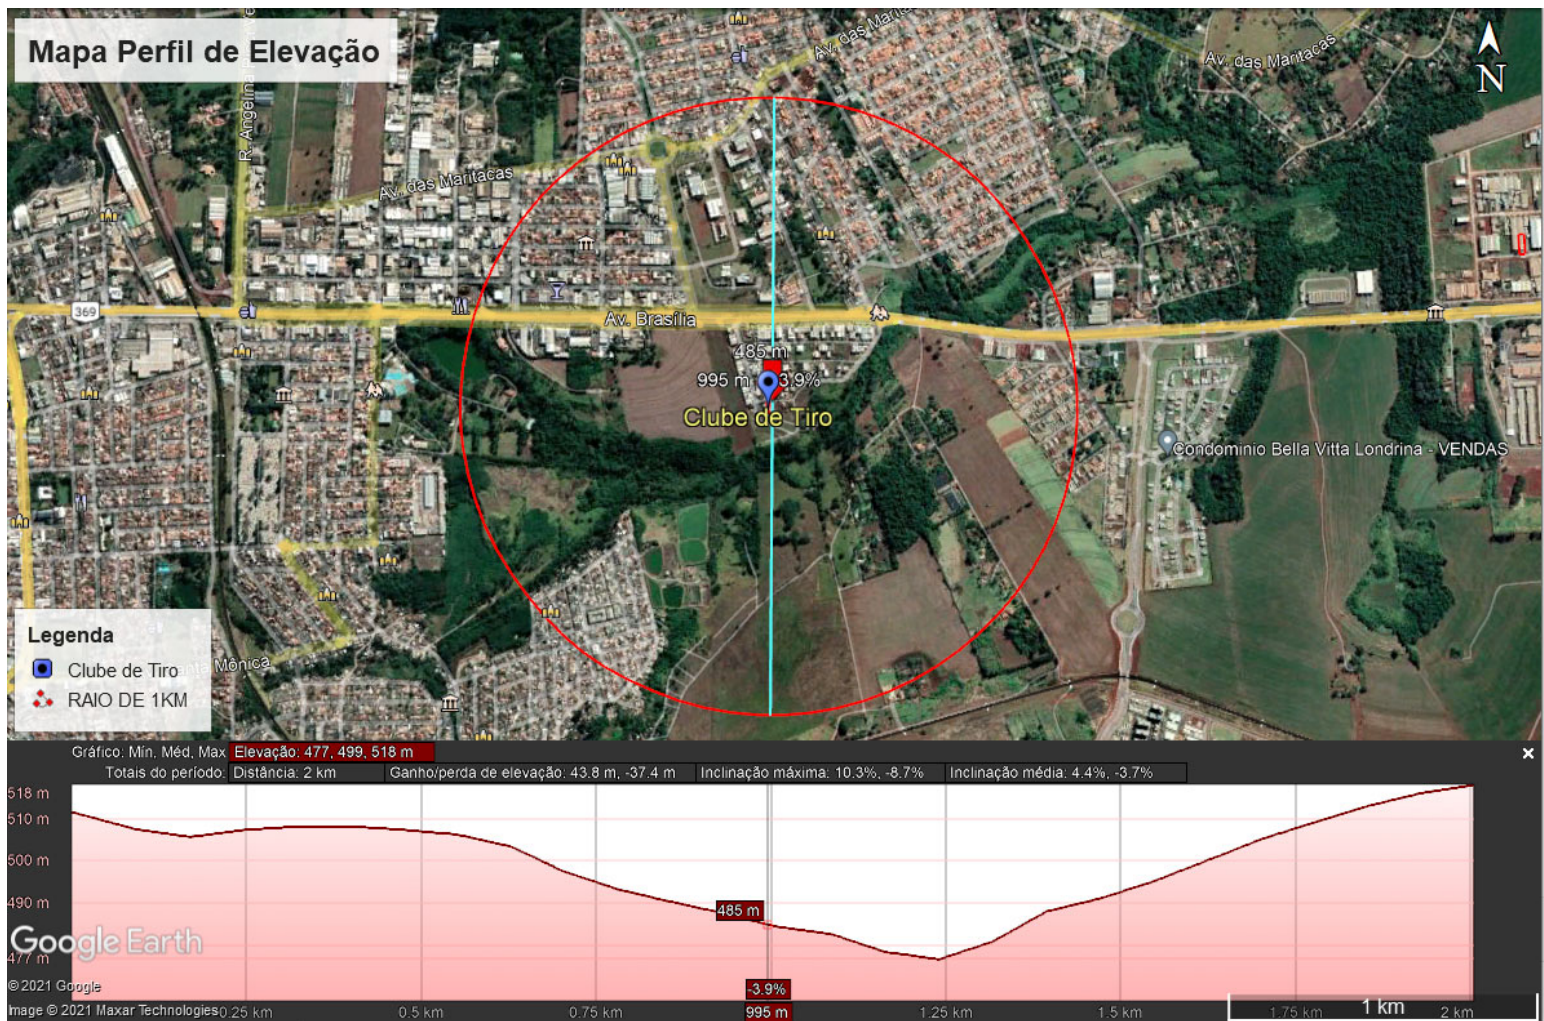 Mapa Perfil de Elevação
N
Av. das Marita
Av. das Maritacas
R. Angelina
Av. das Maritacas
369
Av. Brasília
485 m
995 m
3.9%
Clube de Tiro
Condominio Bella Vitta Londrina - VENDAS
Legenda
Clube de Tiro
RAIO DE 1KM
anta Mônica
Gráfico: Mín. Méd, Max Elevação: 477, 499, 518 m
Totais do período: Distância: 2 km Ganho/perda de elevação: 43.8 m, -37.4 m Inclinação máxima: 10.3%, -8.7% Inclinação média: 4.4%, -3.7%
518 m
510 m
500 m
490 m
485 m
Google Earth
477 m
© 2021 Google
-3.9%
Image © 2021 Maxar Technologies
0.25 km 0.5 km 0.75 km 995 m 1.25 km 1.5 km 1.75 km 2 km
1 km